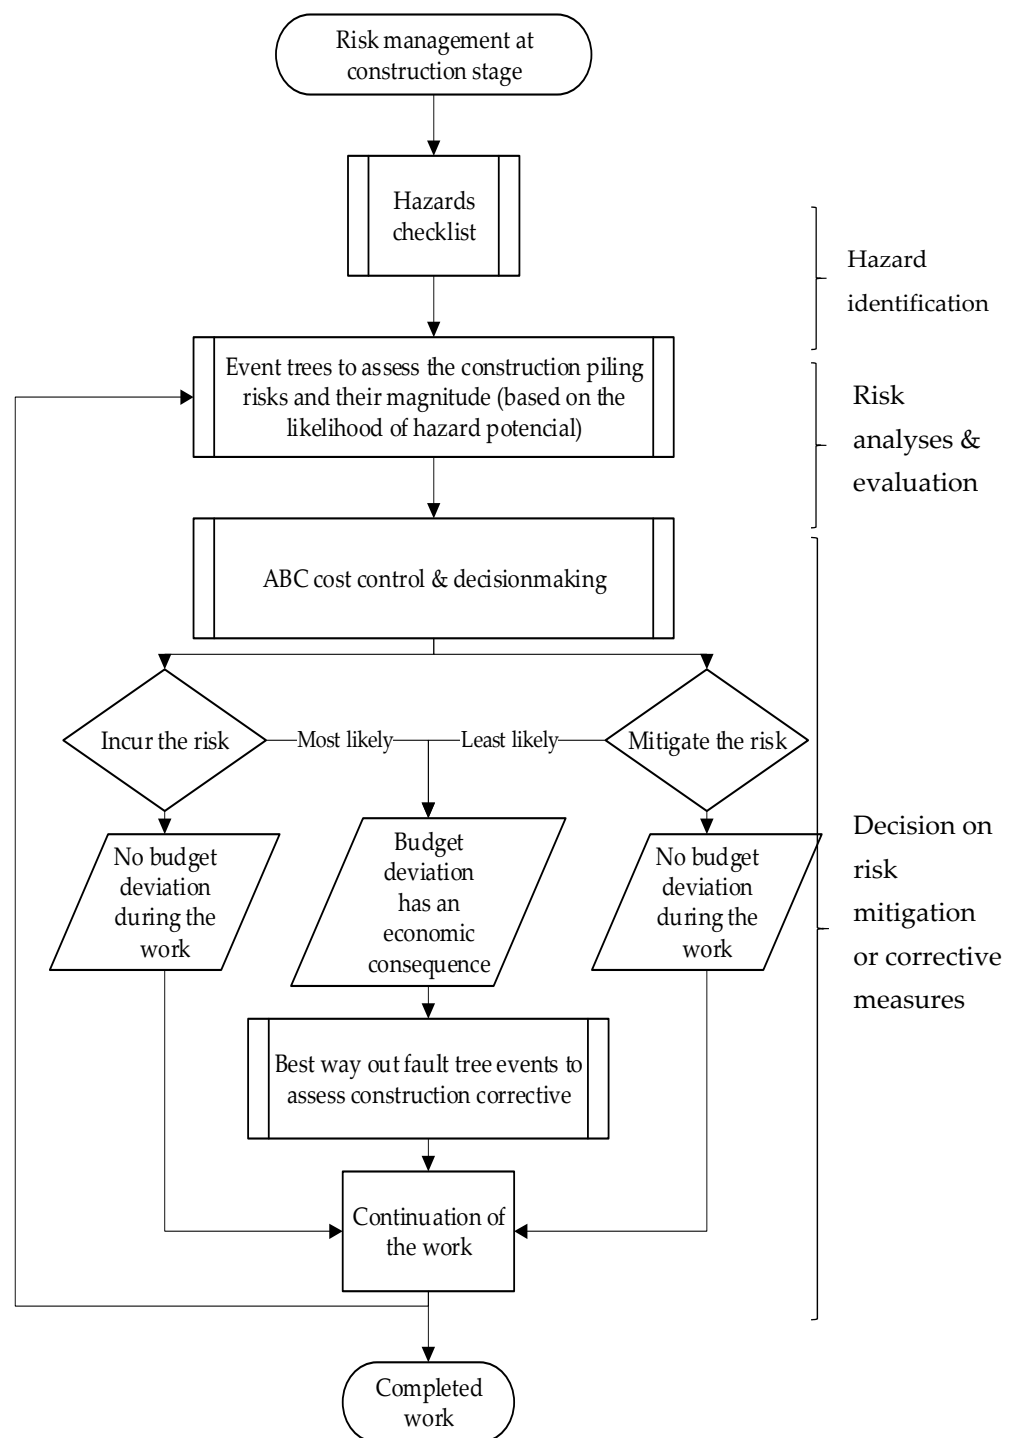 Risk management at
construction stage
Hazards
checklist
Hazard
identification
Event trees to assess the construction piling
risks and their magnitude (based on the
likelihood of hazard potencial)
Risk
analyses &
evaluation
ABC cost control & decisionmaking
Incur the risk
Most likely
Least likely
Mitigate the risk
No budget
deviation
during the
work
Budget
deviation
has an
economic
consequence
No budget
deviation
during the
work
Decision on
risk
mitigation
or corrective
measures
Best way out fault tree events to
assess construction corrective
Continuation of
the work
Completed
work